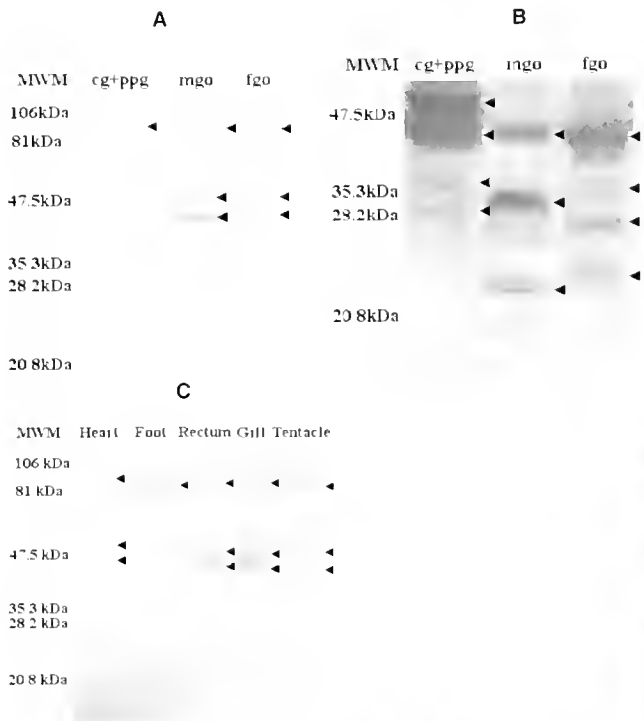 A
MWM cg+ppg mgo fgo
106kDa
81kDa
47.5kDa
35.3kDa
28.2kDa
20.8kDa
B
MWM cg+ppg mgo fgo
47.5kDa
35.3kDa
28.2kDa
20.8kDa
C
MWM Heart Foot Rectum Gill Tentacle
106 kDa
81 kDa
47.5 kDa
35.3 kDa
28.2 kDa
20.8 kDa